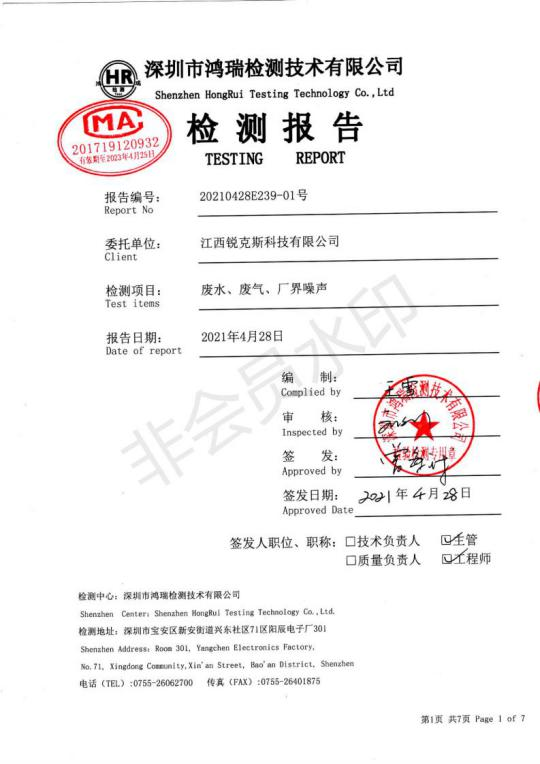 HR
鸿
瑞
检测
深圳市鸿瑞检测技术有限公司
Shenzhen HongRui Testing Technology Co.,Ltd
MA
201719120932
有效期至2023年4月25日
检测报告
TESTING REPORT
报告编号: 20210428E239-01号
Report No
委托单位: 江西锐克斯科技有限公司
Client
检测项目: 废水、废气、厂界噪声
Test items
报告日期: 2021年4月28日
Date of report
编 制:
Complied by 王雪
审 核:
Inspected by
签 发:
Approved by
深圳市鸿瑞检测技术有限公司
检验检测专用章
签发日期: 2021年4月28日
Approved Date
签发人职位、职称: □技术负责人 ☑主管
□质量负责人 ☑工程师
非会员水印
检测中心: 深圳市鸿瑞检测技术有限公司
Shenzhen Center: Shenzhen HongRui Testing Technology Co.,Ltd.
检测地址: 深圳市宝安区新安街道兴东社区71区阳辰电子厂301
Shenzhen Address: Room 301, Yangchen Electronics Factory,
No.71, Xingdong Community,Xin'an Street, Bao'an District, Shenzhen
电话(TEL):0755-26062700 传真(FAX):0755-26401875
第1页 共7页 Page 1 of 7